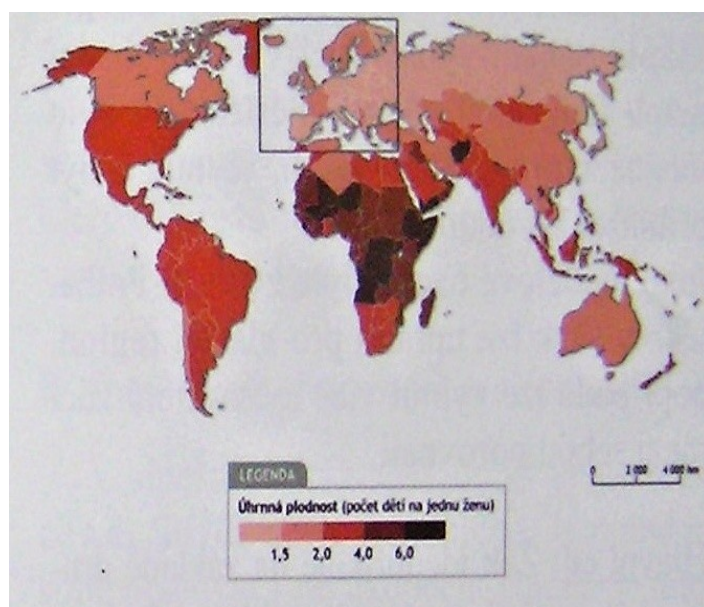 0 2 000 4 000 km
LEGENDA
Úhrnná plodnost (počet dětí na jednu ženu)
1,5 2,0 4,0 6,0